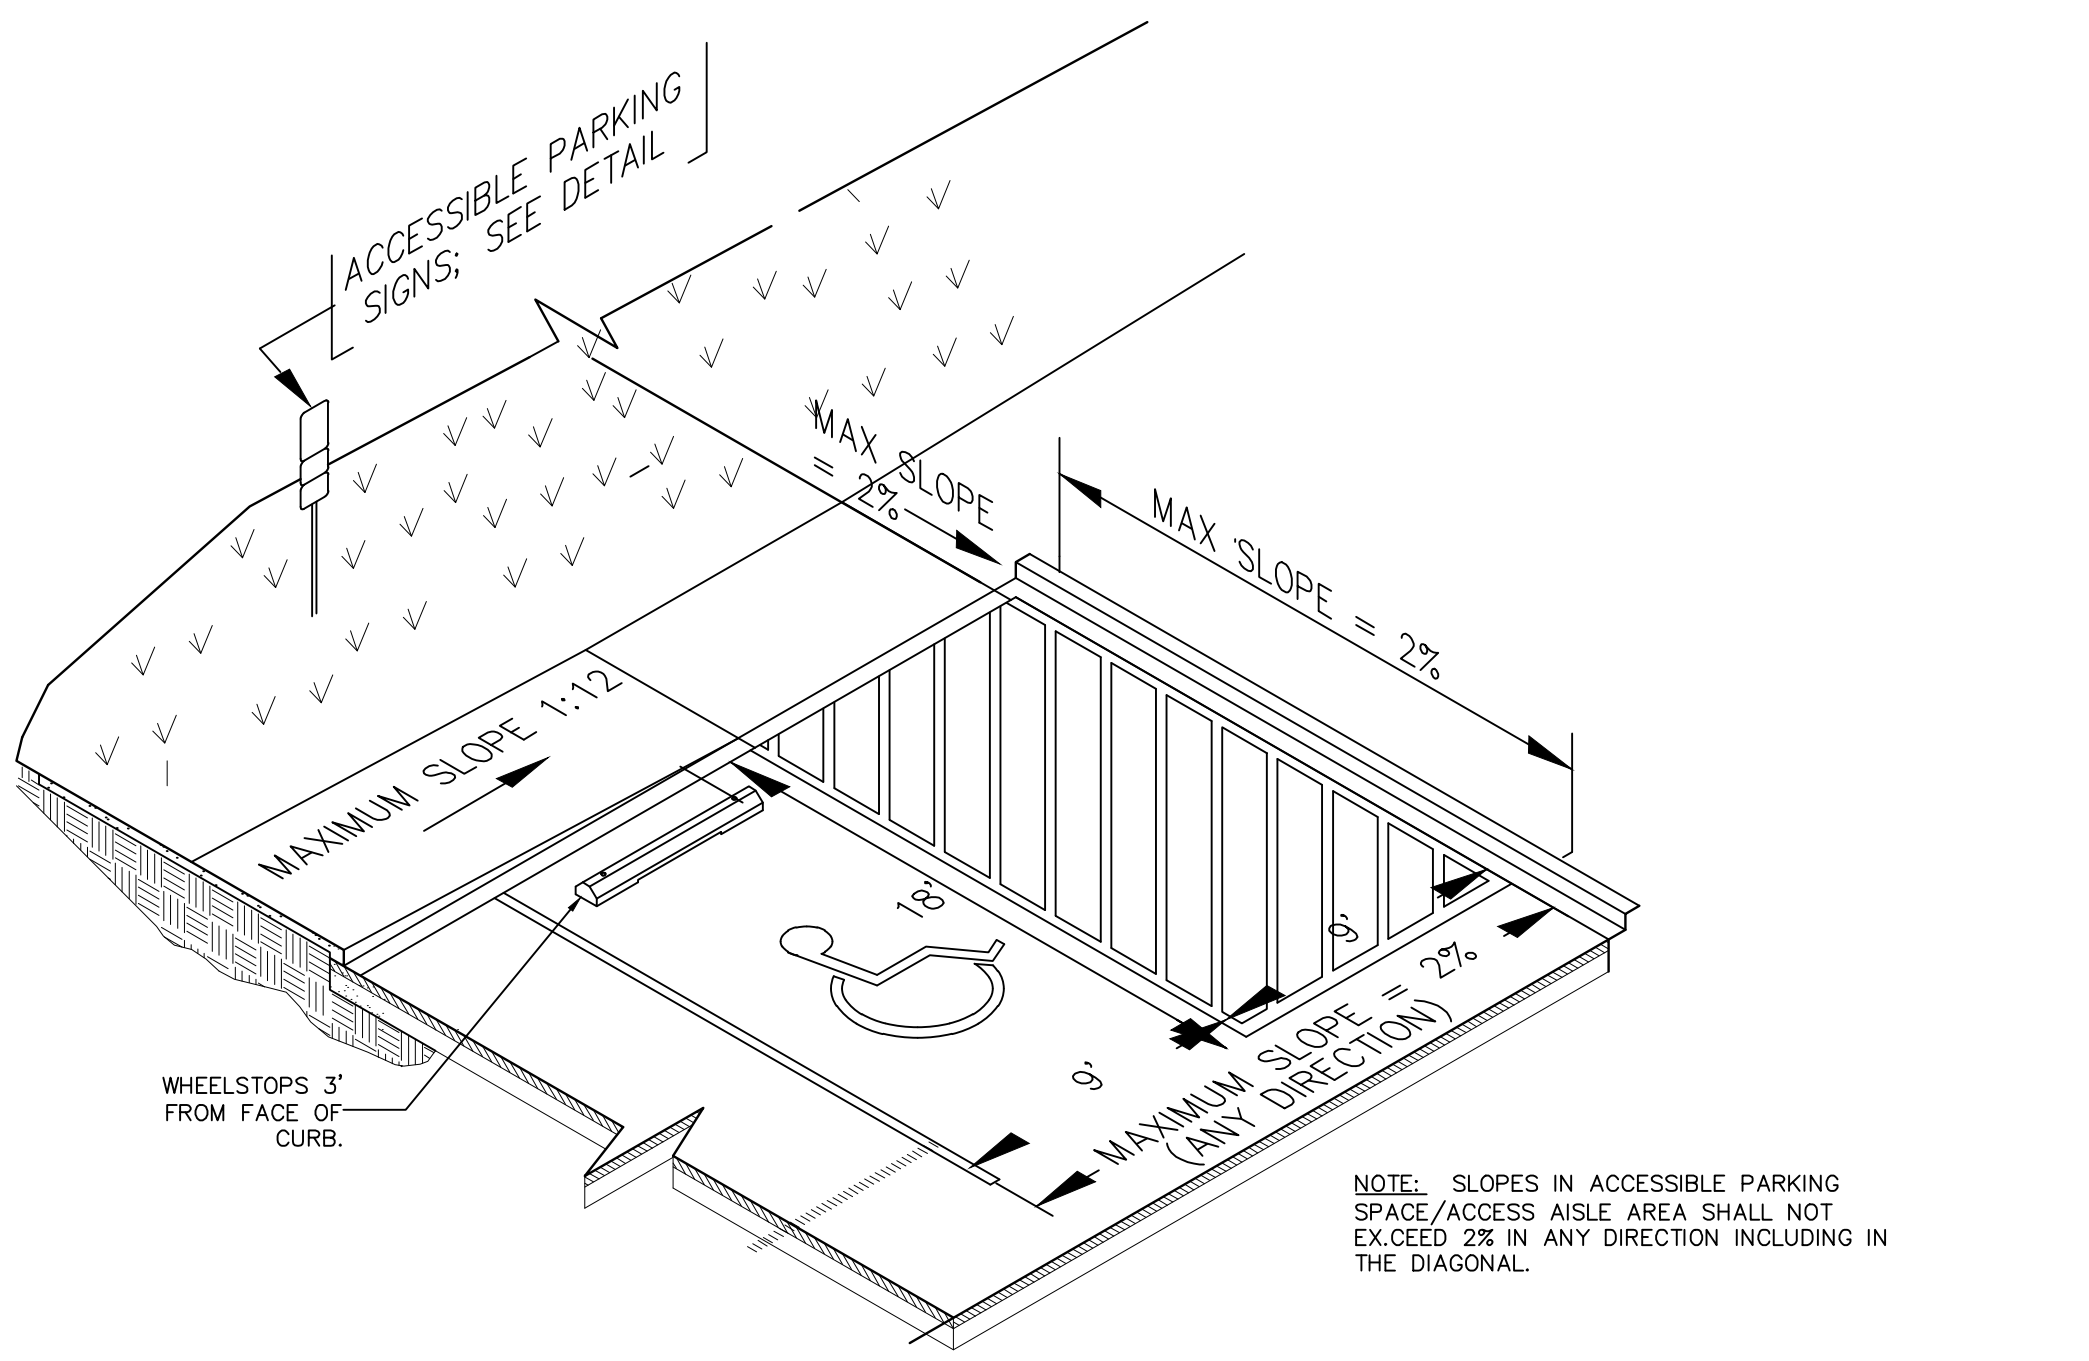 ACCESSIBLE PARKING
SIGNS; SEE DETAIL
MAX SLOPE
= 2%
MAX SLOPE = 2%
MAXIMUM SLOPE 1:12
18'
9'
9'
MAXIMUM SLOPE = 2%
(ANY DIRECTION)
WHEELSTOPS 3'
FROM FACE OF
CURB.
NOTE: SLOPES IN ACCESSIBLE PARKING
SPACE/ACCESS AISLE AREA SHALL NOT
EX.CEED 2% IN ANY DIRECTION INCLUDING IN
THE DIAGONAL.